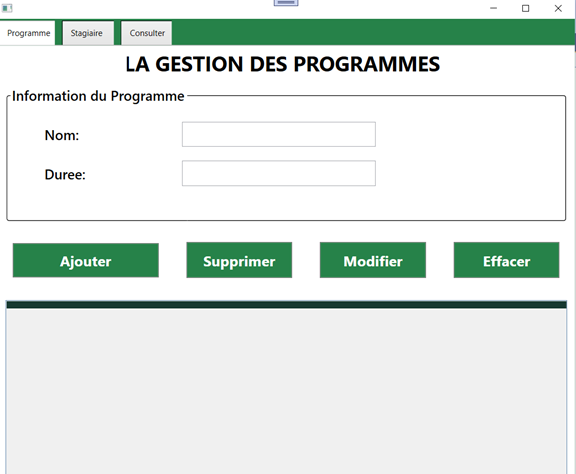 Programme Stagiaire Consulter
LA GESTION DES PROGRAMMES
Information du Programme
Nom:
Duree:
Ajouter Supprimer Modifier Effacer